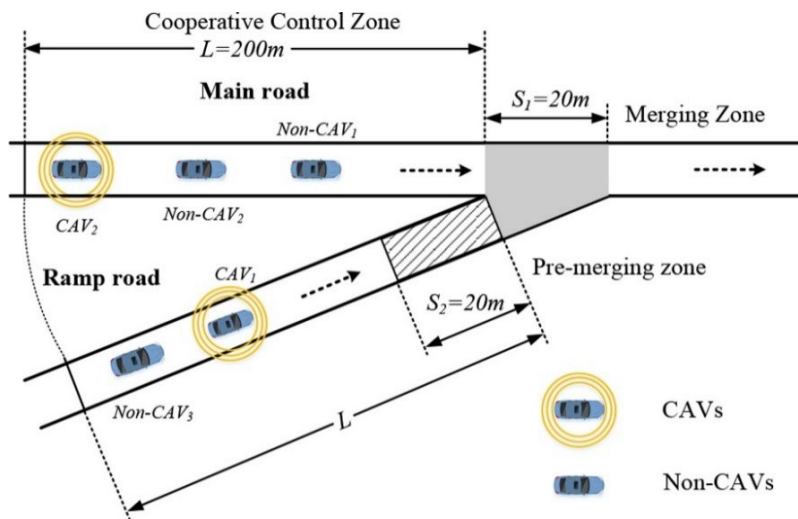 Cooperative Control Zone
L=200m
Main road
S₁=20m
Merging Zone
Non-CAV₁
CAV₂
Non-CAV₂
Ramp road
CAV₁
Pre-merging zone
S₂=20m
Non-CAV₃
L
CAVs
Non-CAVs